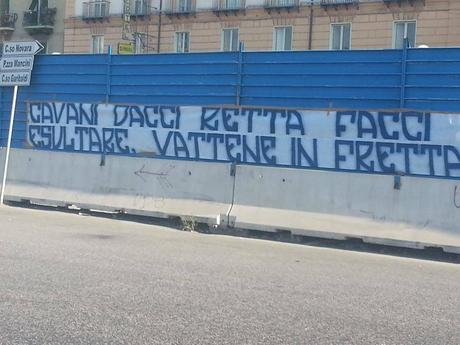 C.so Novara
P.zza Mancini
C.so Garibaldi
CAVANI DACCI RETTA FACCI
ESULTARE, VATTENE IN FRETTA